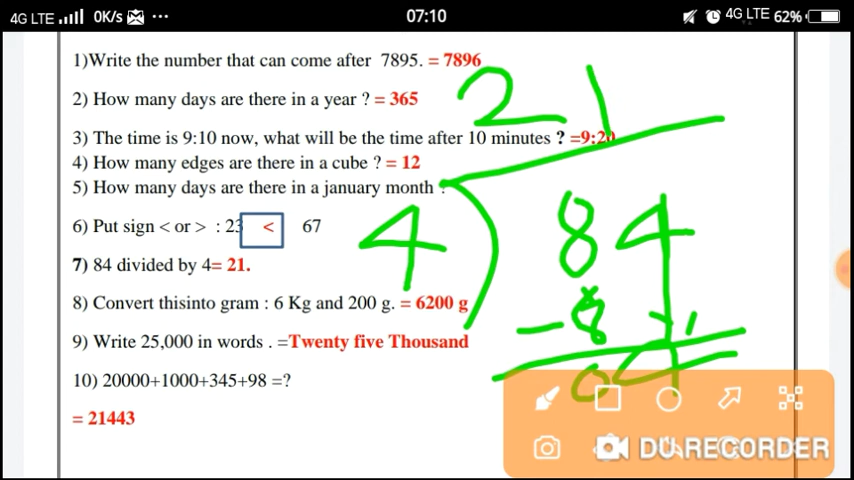 4G LTE 0K/s ... 07:10 4G LTE 62%
1)Write the number that can come after 7895. = 7896
2) How many days are there in a year ? = 365
3) The time is 9:10 now, what will be the time after 10 minutes ? =9:20
4) How many edges are there in a cube ? = 12
5) How many days are there in a january month ?
6) Put sign < or > : 23 < 67
7) 84 divided by 4= 21.
8) Convert thisinto gram : 6 Kg and 200 g. = 6200 g
9) Write 25,000 in words . =Twenty five Thousand
10) 20000+1000+345+98 =?
= 21443
21
4) 84
-8
04
DU RECORDER